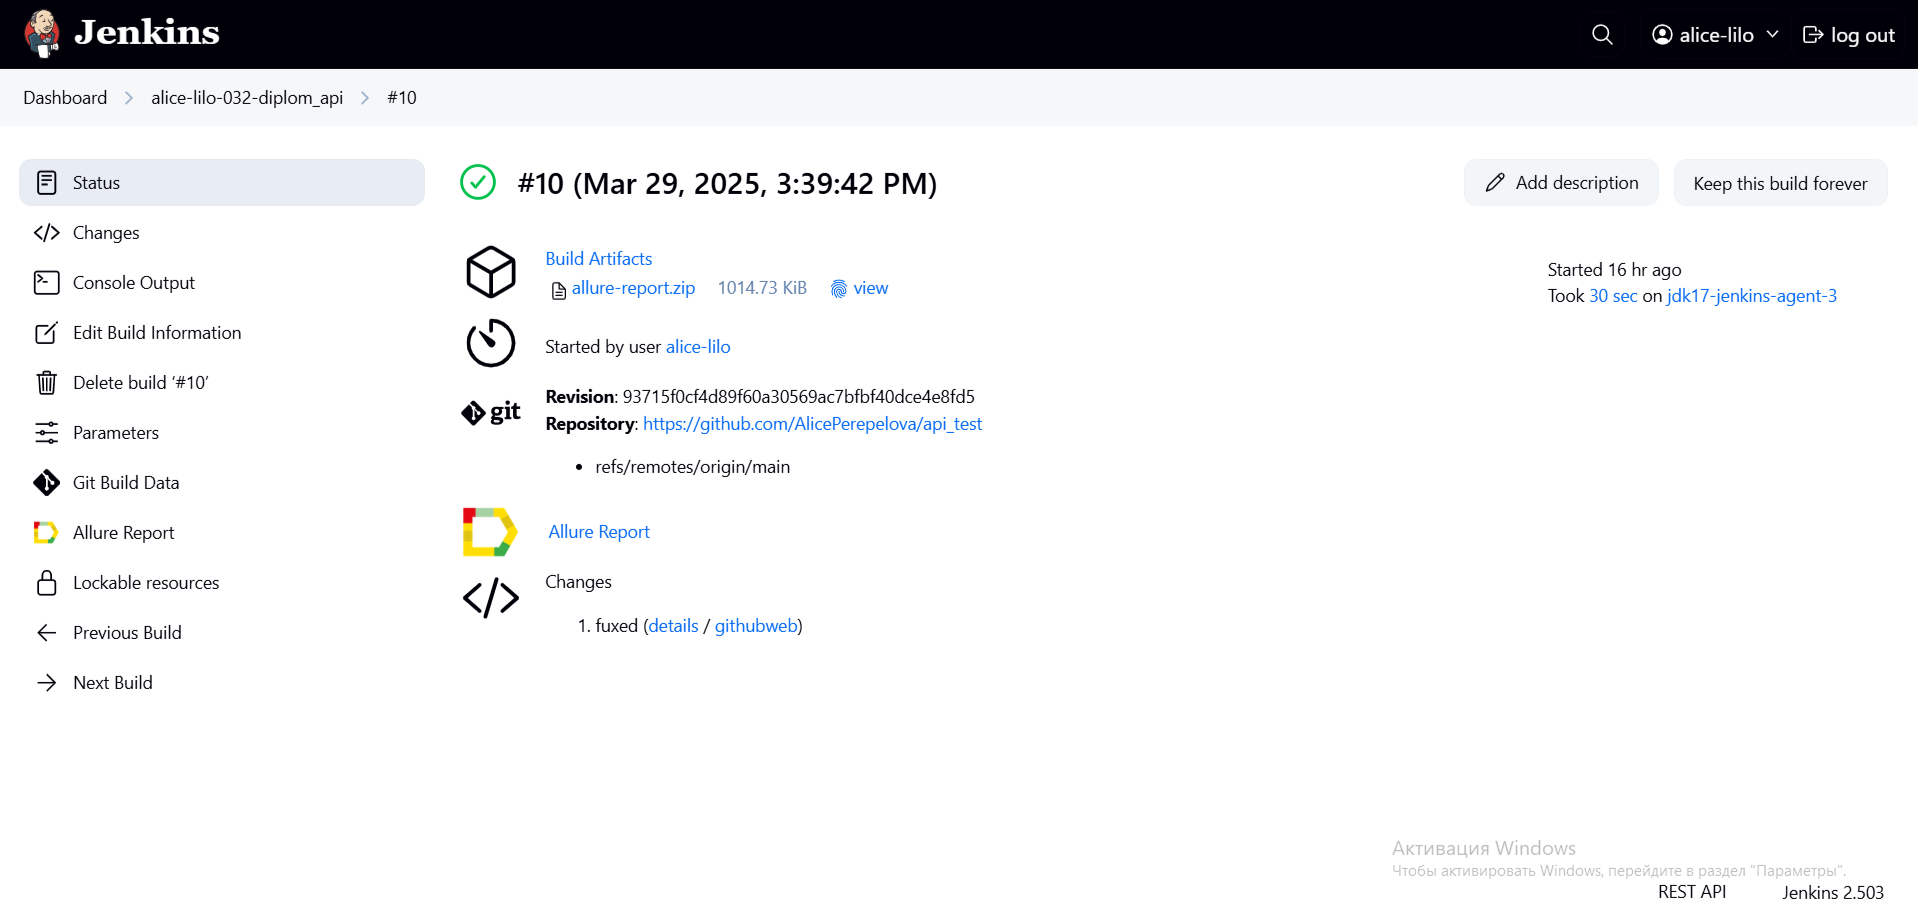 Jenkins
alice-lilo
log out
Dashboard
alice-lilo-032-diplom_api
#10
Status
Changes
Console Output
Edit Build Information
Delete build ‘#10’
Parameters
Git Build Data
Allure Report
Lockable resources
Previous Build
Next Build
#10 (Mar 29, 2025, 3:39:42 PM)
Add description
Keep this build forever
Build Artifacts
allure-report.zip 1014.73 KiB view
Started 16 hr ago
Took 30 sec on jdk17-jenkins-agent-3
Started by user alice-lilo
git
Revision: 93715f0cf4d89f60a30569ac7bfbf40dce4e8fd5
Repository: https://github.com/AlicePerepelova/api_test
refs/remotes/origin/main
Allure Report
Changes
1. fuxed (details / githubweb)
Активация Windows
Чтобы активировать Windows, перейдите в раздел "Параметры".
REST API
Jenkins 2.503